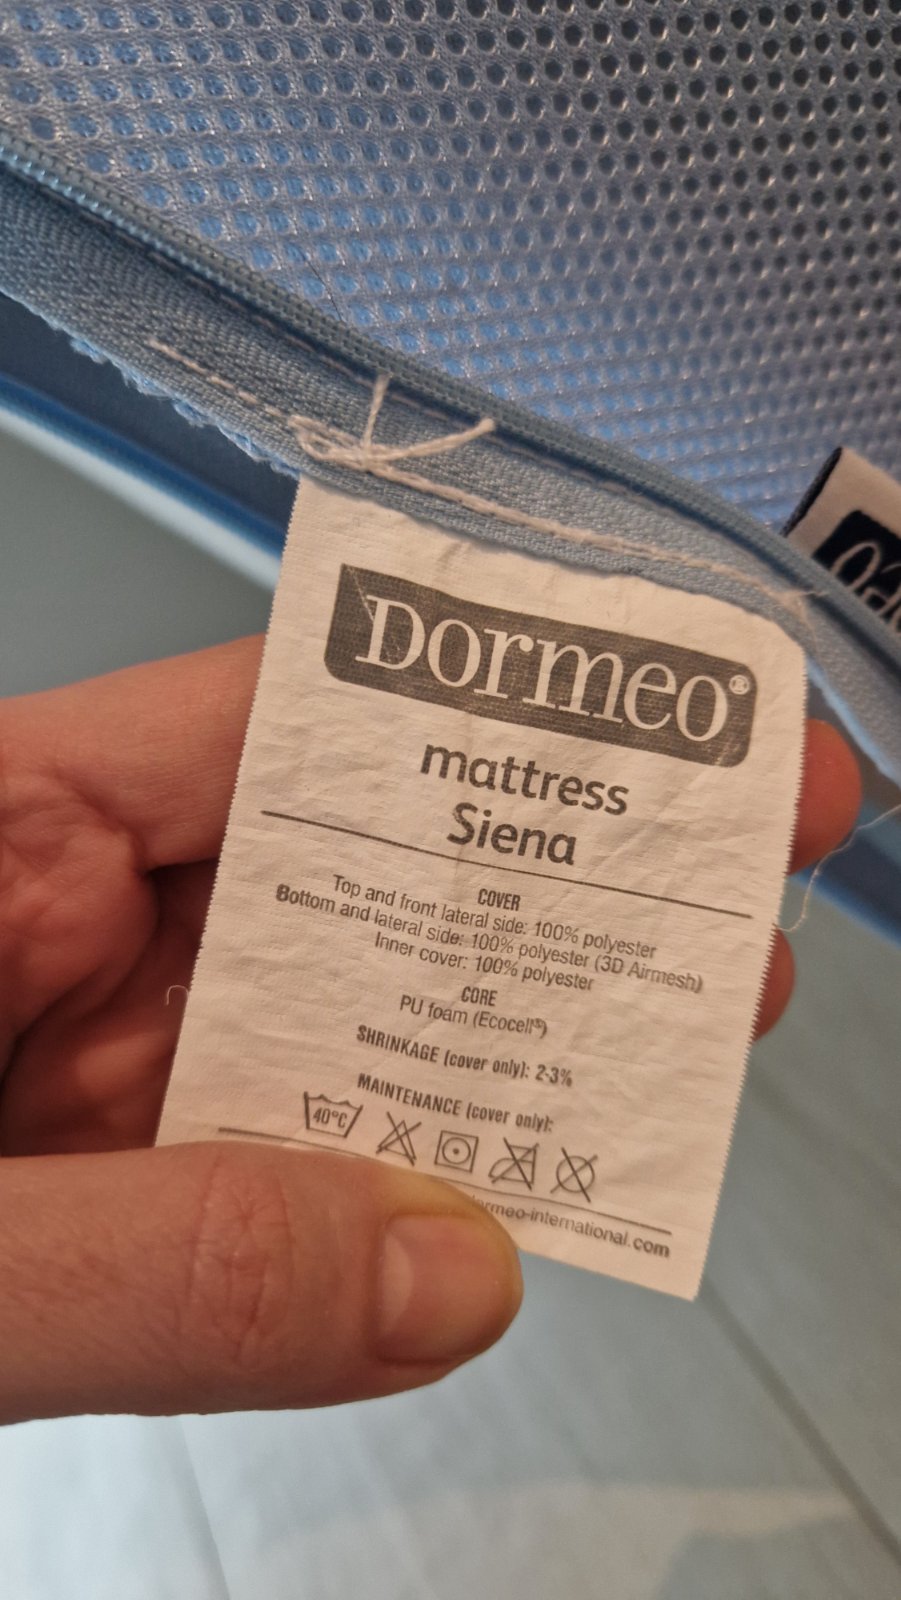 Dormeo®
mattress
Siena
COVER
Top and front lateral side: 100% polyester
Bottom and lateral side: 100% polyester (3D Airmesh)
Inner cover: 100% polyester
CORE
PU foam (Ecocell®)
SHRINKAGE (cover only): 2-3%
MAINTENANCE (cover only):
40°C
ormeo-international.com